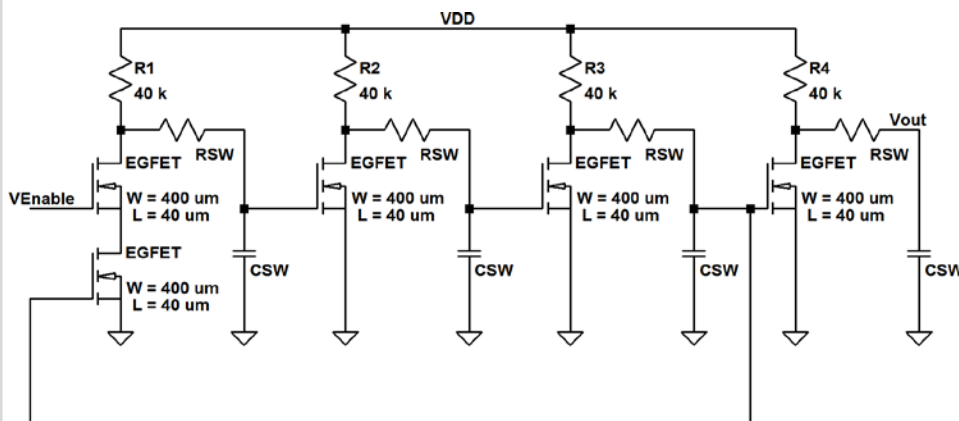 VDD
R1
40 k
R2
40 k
R3
40 k
R4
40 k
RSW
RSW
RSW
RSW
Vout
EGFET
EGFET
EGFET
EGFET
VEnable
W = 400 um
L = 40 um
W = 400 um
L = 40 um
W = 400 um
L = 40 um
W = 400 um
L = 40 um
EGFET
W = 400 um
L = 40 um
CSW
CSW
CSW
CSW